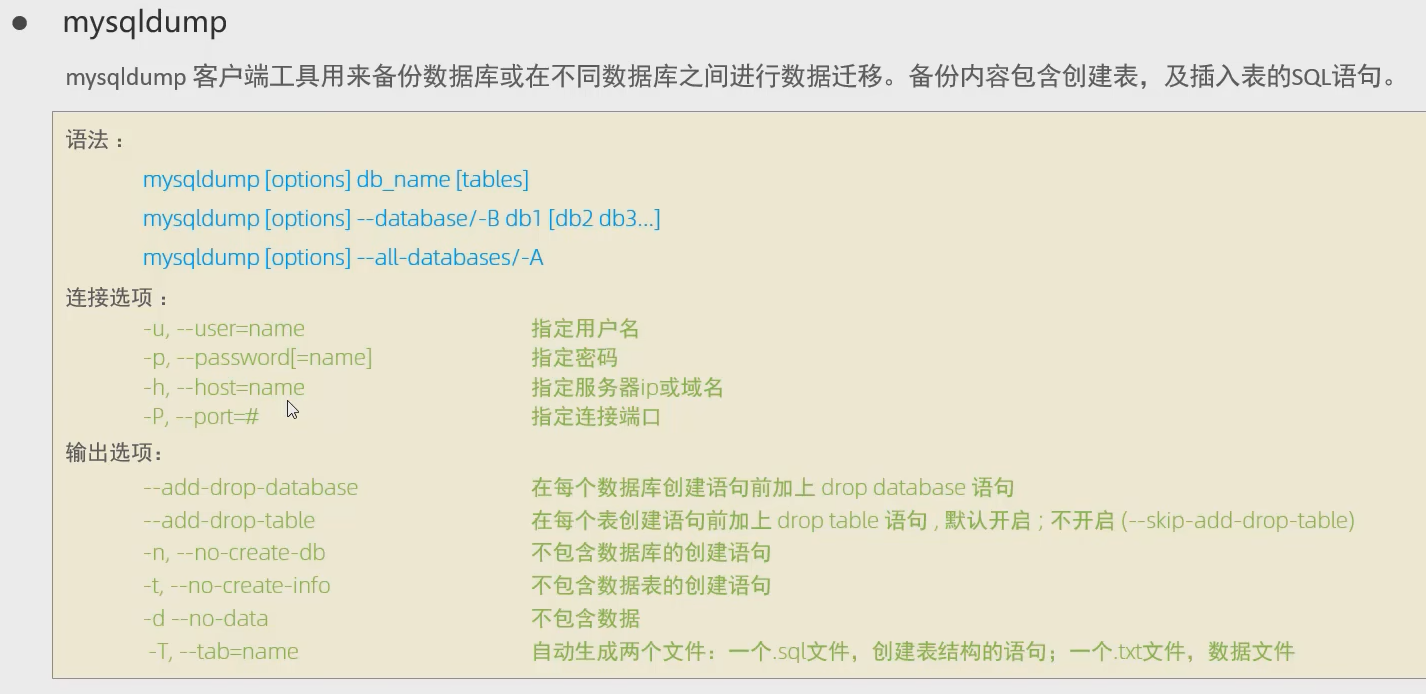 ● mysqldump
mysqldump 客户端工具用来备份数据库或在不同数据库之间进行数据迁移。备份内容包含创建表，及插入表的SQL语句。
语法：
mysqldump [options] db_name [tables]
mysqldump [options] --database/-B db1 [db2 db3...]
mysqldump [options] --all-databases/-A
连接选项：
-u, --user=name 指定用户名
-p, --password[=name] 指定密码
-h, --host=name 指定服务器ip或域名
-P, --port=# 指定连接端口
输出选项：
--add-drop-database 在每个数据库创建语句前加上 drop database 语句
--add-drop-table 在每个表创建语句前加上 drop table 语句 , 默认开启 ; 不开启 (--skip-add-drop-table)
-n, --no-create-db 不包含数据库的创建语句
-t, --no-create-info 不包含数据表的创建语句
-d --no-data 不包含数据
-T, --tab=name 自动生成两个文件：一个.sql文件，创建表结构的语句；一个.txt文件，数据文件